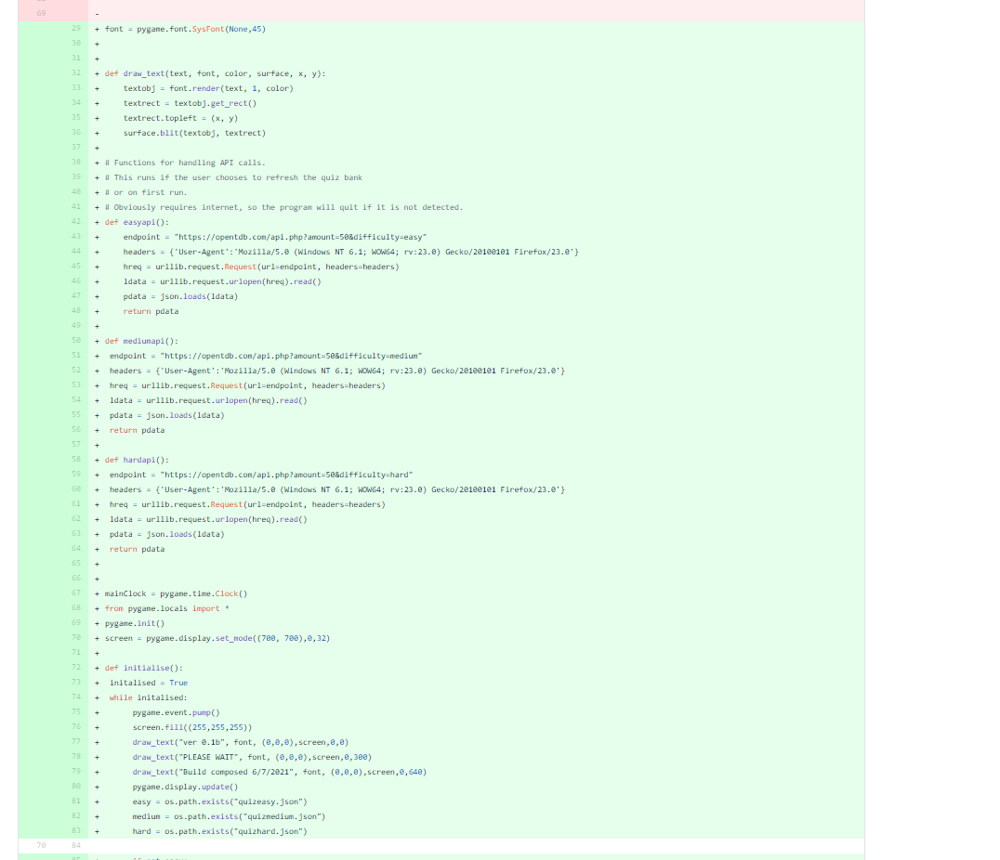 69 -
29 + font = pygame.font.SysFont(None,45)
30 +
31 +
32 + def draw_text(text, font, color, surface, x, y):
33 +     textobj = font.render(text, 1, color)
34 +     textrect = textobj.get_rect()
35 +     textrect.topleft = (x, y)
36 +     surface.blit(textobj, textrect)
37 +
38 + # Functions for handling API calls.
39 + # This runs if the user chooses to refresh the quiz bank
40 + # or on first run.
41 + # Obviously requires internet, so the program will quit if it is not detected.
42 + def easyapi():
43 +     endpoint = "https://opentdb.com/api.php?amount=50&difficulty=easy"
44 +     headers = {'User-Agent':'Mozilla/5.0 (Windows NT 6.1; WOW64; rv:23.0) Gecko/20100101 Firefox/23.0'}
45 +     hreq = urllib.request.Request(url=endpoint, headers=headers)
46 +     ldata = urllib.request.urlopen(hreq).read()
47 +     pdata = json.loads(ldata)
48 +     return pdata
49 +
50 + def mediumapi():
51 +  endpoint = "https://opentdb.com/api.php?amount=50&difficulty=medium"
52 +  headers = {'User-Agent':'Mozilla/5.0 (Windows NT 6.1; WOW64; rv:23.0) Gecko/20100101 Firefox/23.0'}
53 +  hreq = urllib.request.Request(url=endpoint, headers=headers)
54 +  ldata = urllib.request.urlopen(hreq).read()
55 +  pdata = json.loads(ldata)
56 +  return pdata
57 +
58 + def hardapi():
59 +  endpoint = "https://opentdb.com/api.php?amount=50&difficulty=hard"
60 +  headers = {'User-Agent':'Mozilla/5.0 (Windows NT 6.1; WOW64; rv:23.0) Gecko/20100101 Firefox/23.0'}
61 +  hreq = urllib.request.Request(url=endpoint, headers=headers)
62 +  ldata = urllib.request.urlopen(hreq).read()
63 +  pdata = json.loads(ldata)
64 +  return pdata
65 +
66 +
67 + mainClock = pygame.time.Clock()
68 + from pygame.locals import *
69 + pygame.init()
70 + screen = pygame.display.set_mode((700, 700),0,32)
71 +
72 + def initialise():
73 +  initalised = True
74 +  while initalised:
75 +       pygame.event.pump()
76 +       screen.fill((255,255,255))
77 +       draw_text("ver 0.1b", font, (0,0,0),screen,0,0)
78 +       draw_text("PLEASE WAIT", font, (0,0,0),screen,0,300)
79 +       draw_text("Build composed 6/7/2021", font, (0,0,0),screen,0,640)
80 +       pygame.display.update()
81 +       easy = os.path.exists("quizeasy.json")
82 +       medium = os.path.exists("quizmedium.json")
83 +       hard = os.path.exists("quizhard.json")
70 84